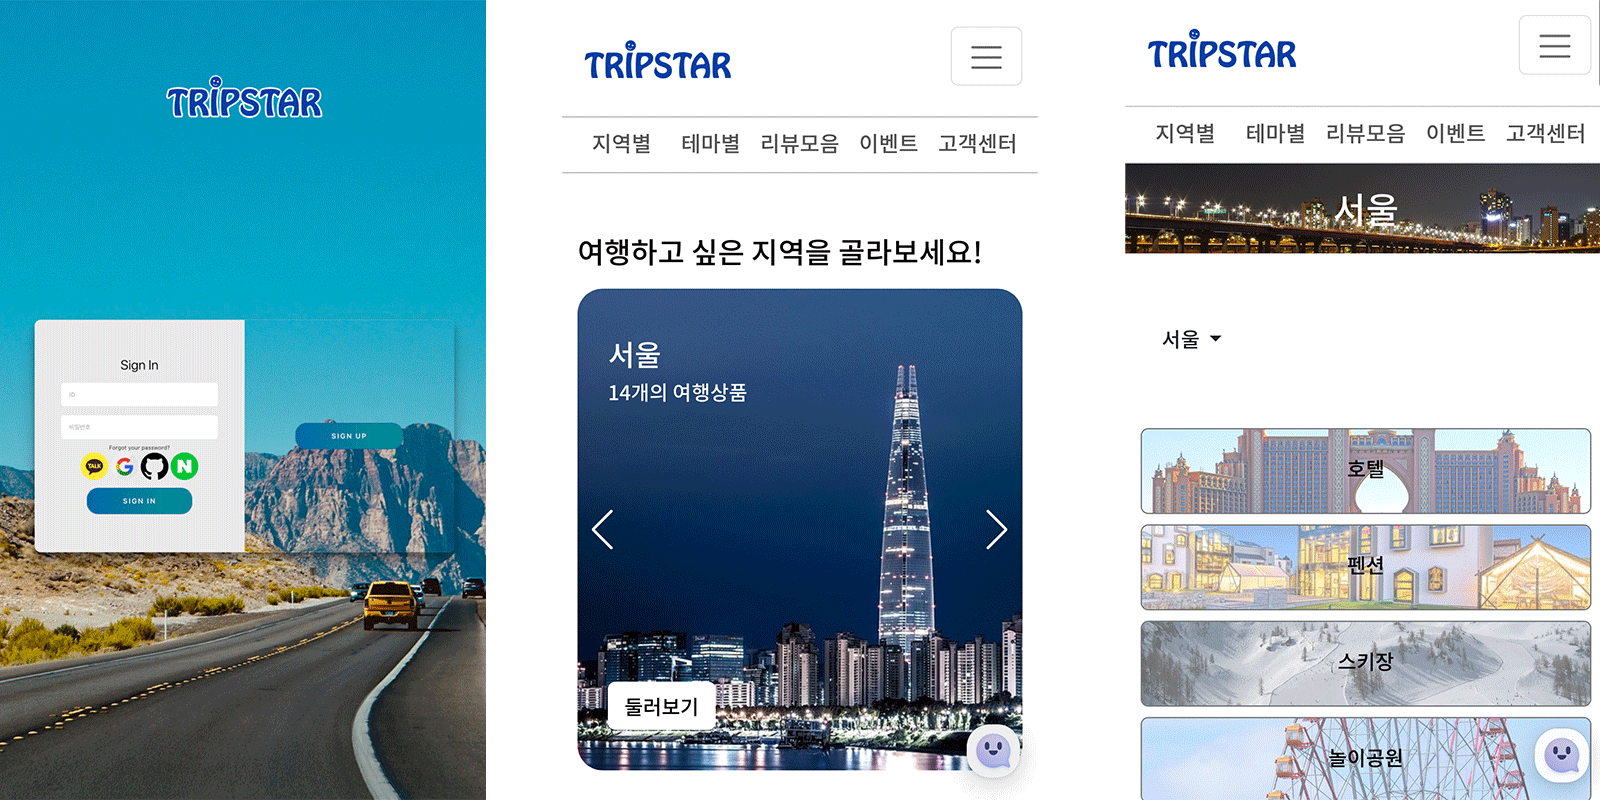 TRIPSTAR
Sign In
ID
비밀번호
Forgot your password?
TALK
G
N
SIGN IN
SIGN UP
TRIPSTAR
지역별 테마별 리뷰모음 이벤트 고객센터
여행하고 싶은 지역을 골라보세요!
서울
14개의 여행상품
둘러보기
TRIPSTAR
지역별 테마별 리뷰모음 이벤트 고객센터
서울
서울
호텔
펜션
스키장
놀이공원